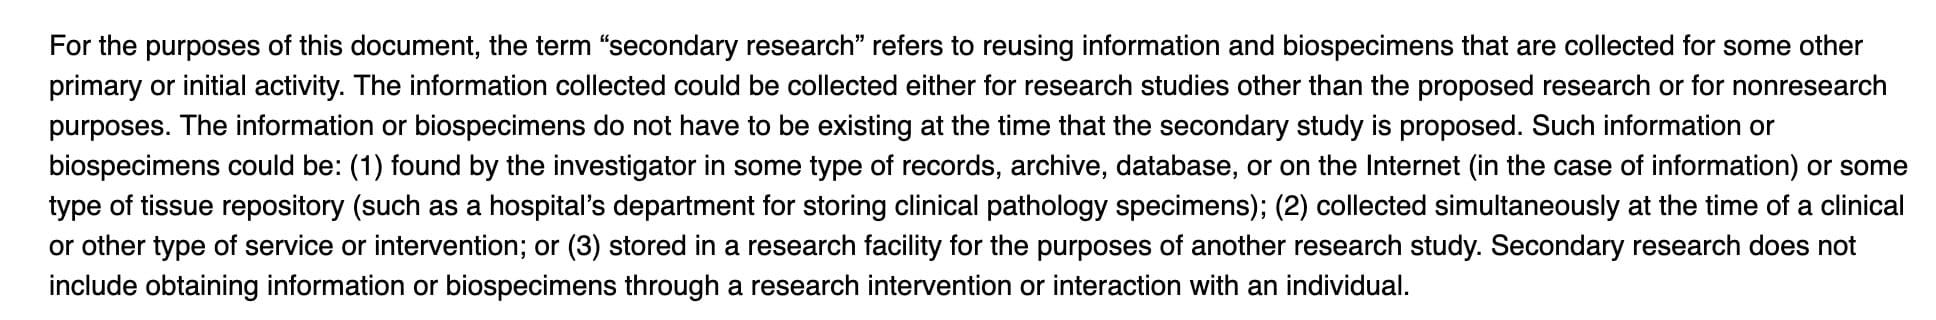 For the purposes of this document, the term “secondary research” refers to reusing information and biospecimens that are collected for some other
primary or initial activity. The information collected could be collected either for research studies other than the proposed research or for nonresearch
purposes. The information or biospecimens do not have to be existing at the time that the secondary study is proposed. Such information or
biospecimens could be: (1) found by the investigator in some type of records, archive, database, or on the Internet (in the case of information) or some
type of tissue repository (such as a hospital’s department for storing clinical pathology specimens); (2) collected simultaneously at the time of a clinical
or other type of service or intervention; or (3) stored in a research facility for the purposes of another research study. Secondary research does not
include obtaining information or biospecimens through a research intervention or interaction with an individual.